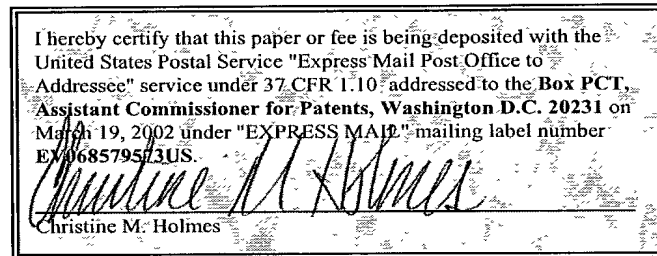 I hereby certify that this paper or fee is being deposited with the
United States Postal Service "Express Mail Post Office to
Addressee" service under 37 CFR 1.10 addressed to the Box PCT,
Assistant Commissioner for Patents, Washington D.C. 20231 on
March 19, 2002 under "EXPRESS MAIL" mailing label number
EV068579573US.
Christine M Holmes
Christine M. Holmes